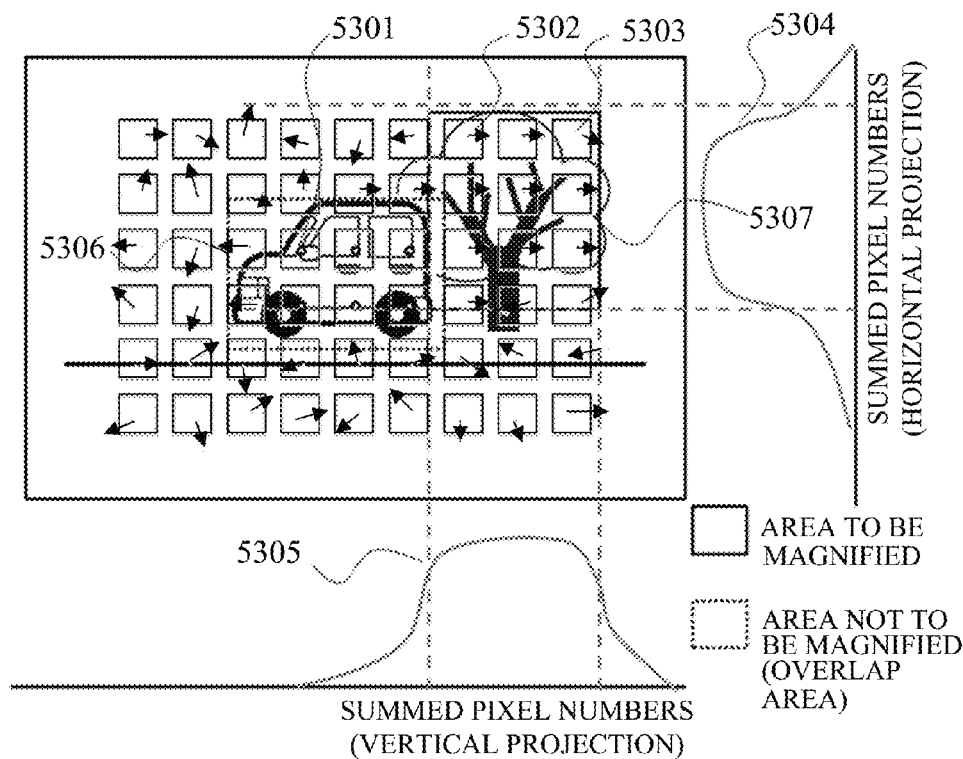 5301
5302
5303
5304
5306
5307
SUMMED PIXEL NUMBERS
(HORIZONTAL PROJECTION)
5305
AREA TO BE
MAGNIFIED
AREA NOT TO
BE MAGNIFIED
(OVERLAP
AREA)
SUMMED PIXEL NUMBERS
(VERTICAL PROJECTION)